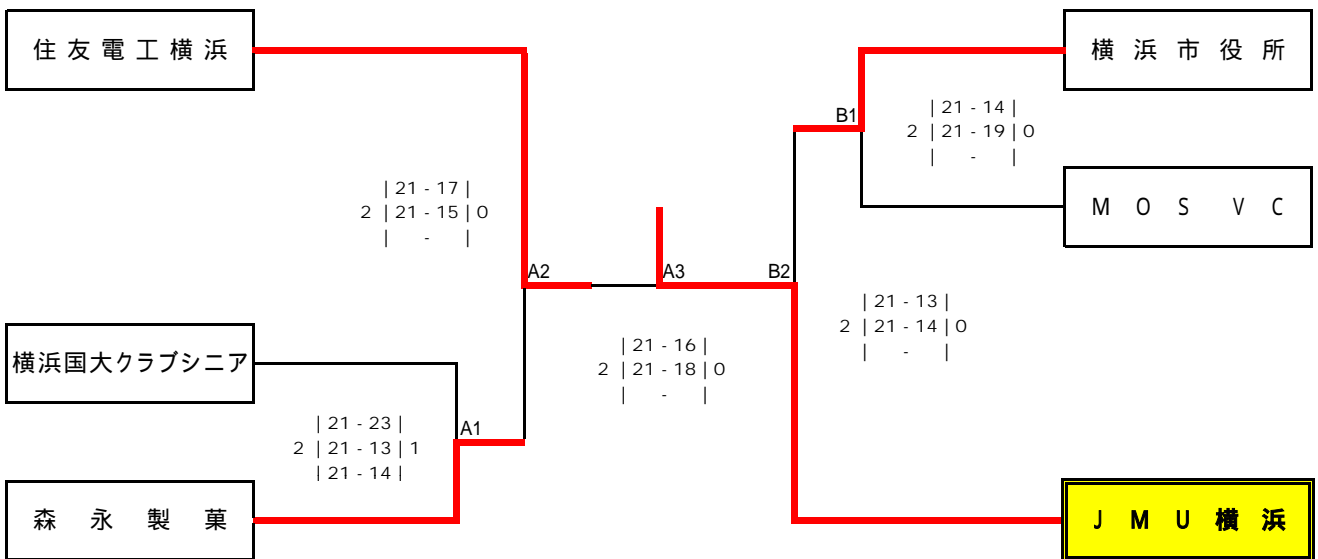 住友電工横浜
横浜市役所
B1
| 21 - 14 |
2 | 21 - 19 | 0
| - |
| 21 - 17 |
2 | 21 - 15 | 0
| - |
MOS VC
A2
A3
B2
| 21 - 13 |
2 | 21 - 14 | 0
| - |
横浜国大クラブシニア
| 21 - 16 |
2 | 21 - 18 | 0
| - |
| 21 - 23 |
2 | 21 - 13 | 1
| 21 - 14 |
A1
森永製菓
JMU横浜